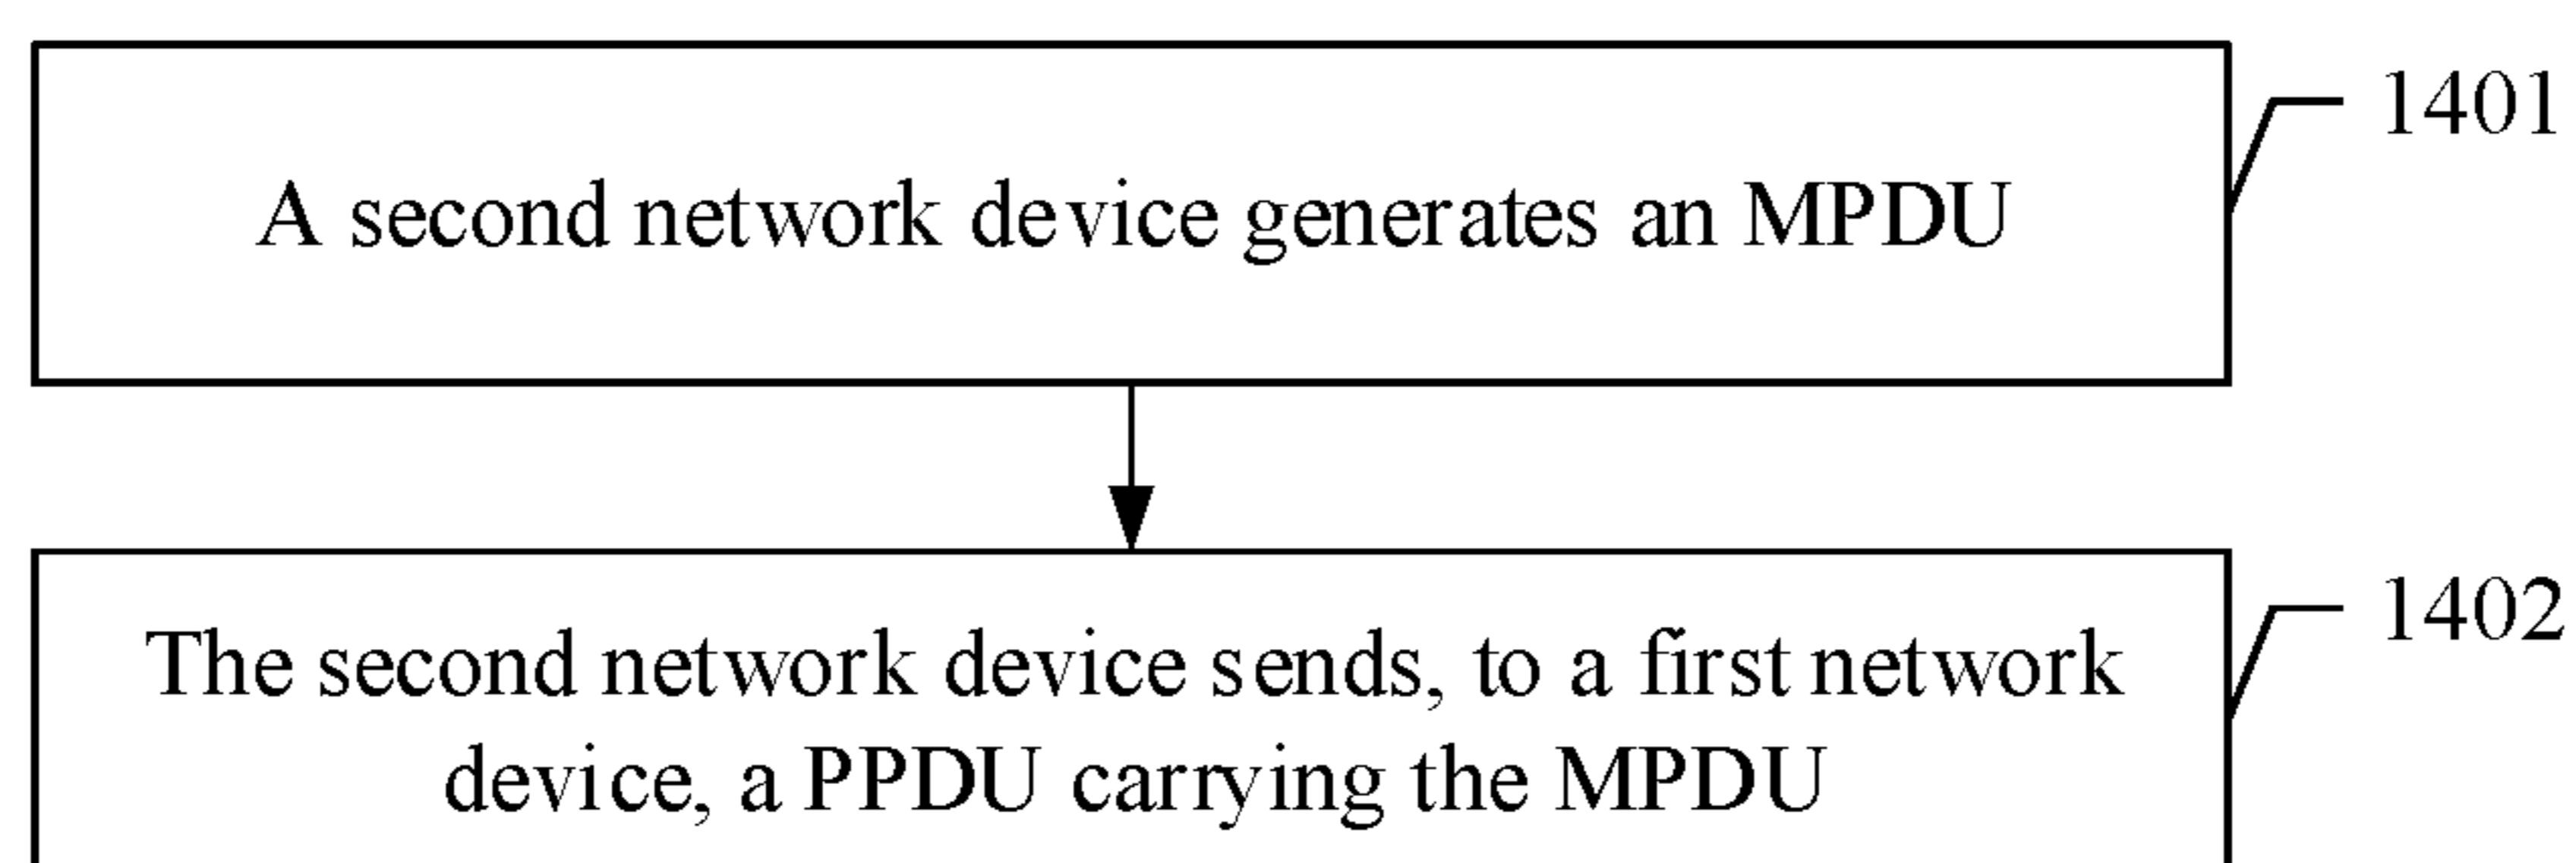 1401
A second network device generates an MPDU
1402
The second network device sends, to a first network
device, a PPDU carrying the MPDU